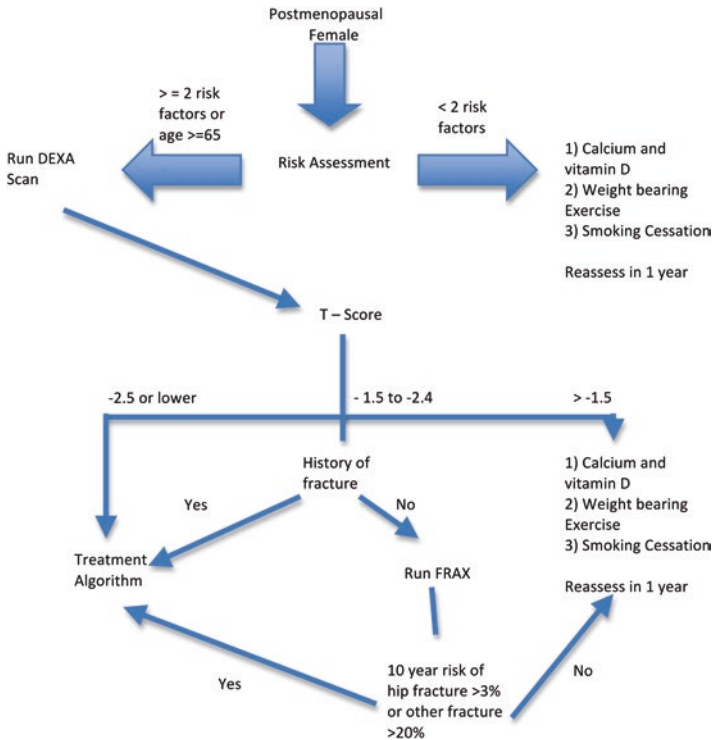 Postmenopausal
Female
> = 2 risk
factors or
age >=65
< 2 risk
factors
Run DEXA
Scan
Risk Assessment
1) Calcium and
vitamin D
2) Weight bearing
Exercise
3) Smoking Cessation
Reassess in 1 year
T – Score
-2.5 or lower
- 1.5 to -2.4
> -1.5
History of
fracture
1) Calcium and
vitamin D
2) Weight bearing
Exercise
3) Smoking Cessation
Reassess in 1 year
Yes
No
Treatment
Algorithm
Run FRAX
Yes
10 year risk of
hip fracture >3%
or other fracture
>20%
No